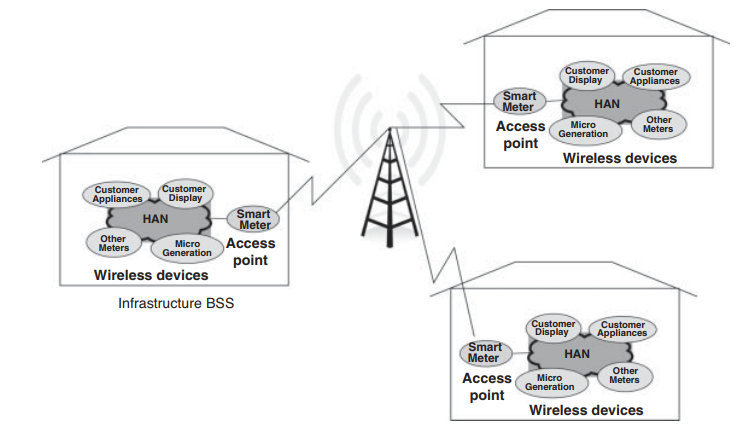 Customer
Display
Customer
Appliances
Smart
Meter
HAN
Access
point
Micro
Generation
Other
Meters
Wireless devices
Customer
Appliances
Customer
Display
HAN
Smart
Meter
Other
Meters
Micro
Generation
Access
point
Wireless devices
Infrastructure BSS
Customer
Display
Customer
Appliances
Smart
Meter
HAN
Access
point
Micro
Generation
Other
Meters
Wireless devices